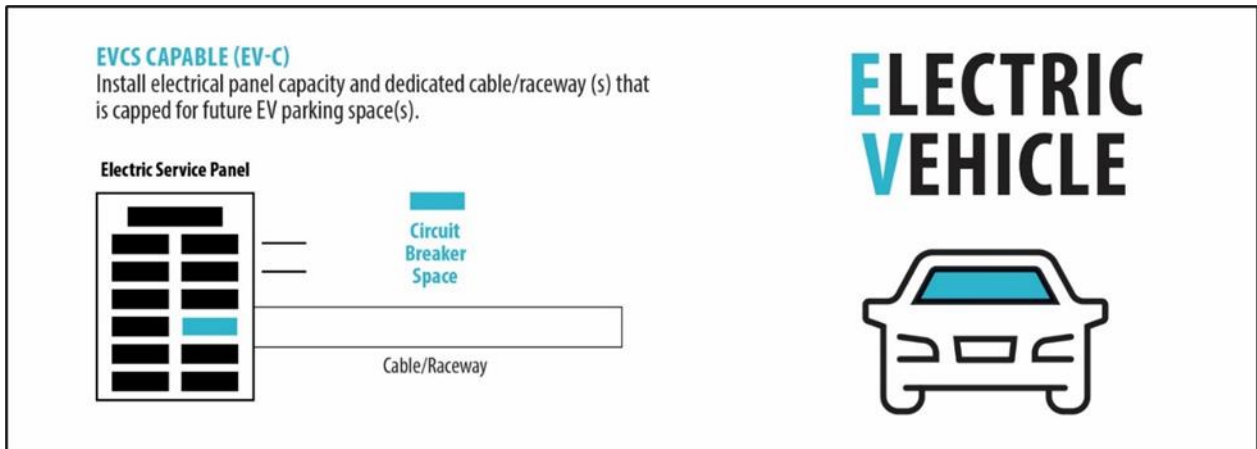 EVCS CAPABLE (EV-C)
Install electrical panel capacity and dedicated cable/raceway (s) that
is capped for future EV parking space(s).
Electric Service Panel
Circuit
Breaker
Space
Cable/Raceway
ELECTRIC
VEHICLE